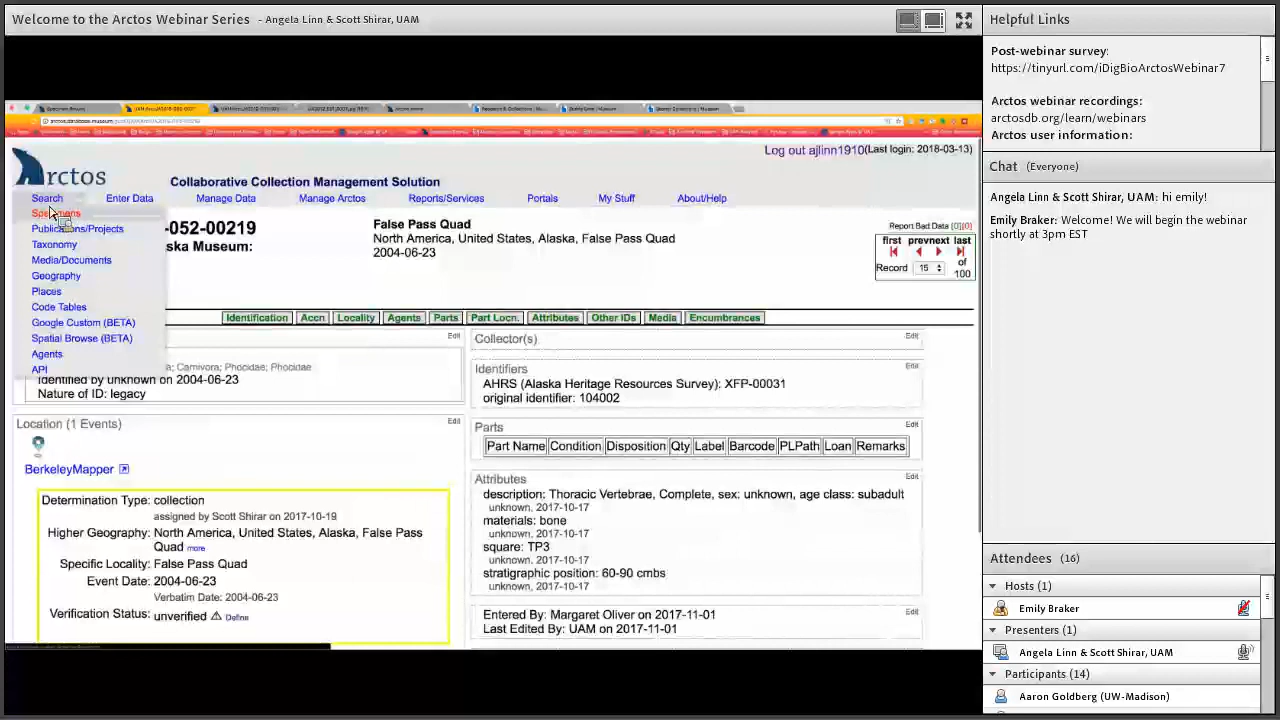 Welcome to the Arctos Webinar Series - Angela Linn & Scott Shirar, UAM
Arctos
Log out ajlinn1910(Last login: 2018-03-13)
Collaborative Collection Management Solution
Search Enter Data Manage Data Manage Arctos Reports/Services Portals My Stuff About/Help
Publications/Projects
Taxonomy
Media/Documents
Geography
Places
Code Tables
Google Custom (BETA)
Spatial Browse (BETA)
Agents
API
-052-00219
ska Museum:
False Pass Quad
North America, United States, Alaska, False Pass Quad
2004-06-23
Report Bad Data [0][0]
first prev next last
Record 15 of 100
Identification Accn Locality Agents Parts Part Locn. Attributes Other IDs Media Encumbrances
Edit
a; Carnivora; Phocidae; Phocidae
Identified by unknown on 2004-06-23
Nature of ID: legacy
Location (1 Events) Edit
BerkeleyMapper
Determination Type: collection
assigned by Scott Shirar on 2017-10-19
Higher Geography: North America, United States, Alaska, False Pass
Quad more
Specific Locality: False Pass Quad
Event Date: 2004-06-23
Verbatim Date: 2004-06-23
Verification Status: unverified Define
Collector(s) Edit
Identifiers Edit
AHRS (Alaska Heritage Resources Survey): XFP-00031
original identifier: 104002
Parts Edit
Part Name Condition Disposition Qty Label Barcode PLPath Loan Remarks
Attributes Edit
description: Thoracic Vertebrae, Complete, sex: unknown, age class: subadult
unknown, 2017-10-17
materials: bone
unknown, 2017-10-17
square: TP3
unknown, 2017-10-17
stratigraphic position: 60-90 cmbs
unknown, 2017-10-17
Entered By: Margaret Oliver on 2017-11-01 Edit
Last Edited By: UAM on 2017-11-01
Helpful Links
Post-webinar survey:
https://tinyurl.com/iDigBioArctosWebinar7
Arctos webinar recordings:
arctosdb.org/learn/webinars
Arctos user information:
Chat (Everyone)
Angela Linn & Scott Shirar, UAM: hi emily!
Emily Braker: Welcome! We will begin the webinar
shortly at 3pm EST
Attendees (16)
Hosts (1)
Emily Braker
Presenters (1)
Angela Linn & Scott Shirar, UAM
Participants (14)
Aaron Goldberg (UW-Madison)